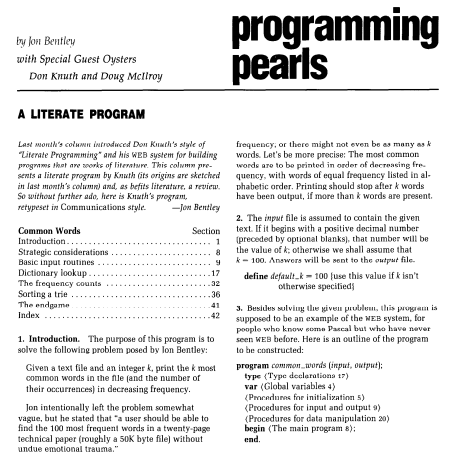 programming
pearls
by Jon Bentley
with Special Guest Oysters
Don Knuth and Doug McIlroy
A LITERATE PROGRAM
Last month's column introduced Don Knuth's style of
"Literate Programming" and his WEB system for building
programs that are works of literature. This column pre-
sents a literate program by Knuth (its origins are sketched
in last month's column) and, as befits literature, a review.
So without further ado, here is Knuth's program,
retypeset in Communications style. —Jon Bentley
Common Words Section
Introduction . . . . . . . . . . . . . . . . . . . . . . . . . . . . . . . . 1
Strategic considerations . . . . . . . . . . . . . . . . . . . . . . 8
Basic input routines . . . . . . . . . . . . . . . . . . . . . . . . . 9
Dictionary lookup . . . . . . . . . . . . . . . . . . . . . . . . . . 17
The frequency counts . . . . . . . . . . . . . . . . . . . . . . . 32
Sorting a trie . . . . . . . . . . . . . . . . . . . . . . . . . . . . . . 36
The endgame . . . . . . . . . . . . . . . . . . . . . . . . . . . . . . 41
Index . . . . . . . . . . . . . . . . . . . . . . . . . . . . . . . . . . . . 42
1. Introduction. The purpose of this program is to
solve the following problem posed by Jon Bentley:
Given a text file and an integer k, print the k most
common words in the file (and the number of
their occurrences) in decreasing frequency.
Jon intentionally left the problem somewhat
vague, but he stated that "a user should be able to
find the 100 most frequent words in a twenty-page
technical paper (roughly a 50K byte file) without
undue emotional trauma."
frequency; or there might not even be as many as k
words. Let's be more precise: The most common
words are to be printed in order of decreasing fre-
quency, with words of equal frequency listed in al-
phabetic order. Printing should stop after k words
have been output, if more than k words are present.
2. The input file is assumed to contain the given
text. If it begins with a positive decimal number
(preceded by optional blanks), that number will be
the value of k; otherwise we shall assume that
k = 100. Answers will be sent to the output file.
define default_k = 100 {use this value if k isn't
otherwise specified}
3. Besides solving the given problem, this program is
supposed to be an example of the WEB system, for
people who know some Pascal but who have never
seen WEB before. Here is an outline of the program
to be constructed:
program common_words (input, output);
type ⟨Type declarations 17⟩
var ⟨Global variables 4⟩
⟨Procedures for initialization 5⟩
⟨Procedures for input and output 9⟩
⟨Procedures for data manipulation 20⟩
begin ⟨The main program 8⟩;
end.